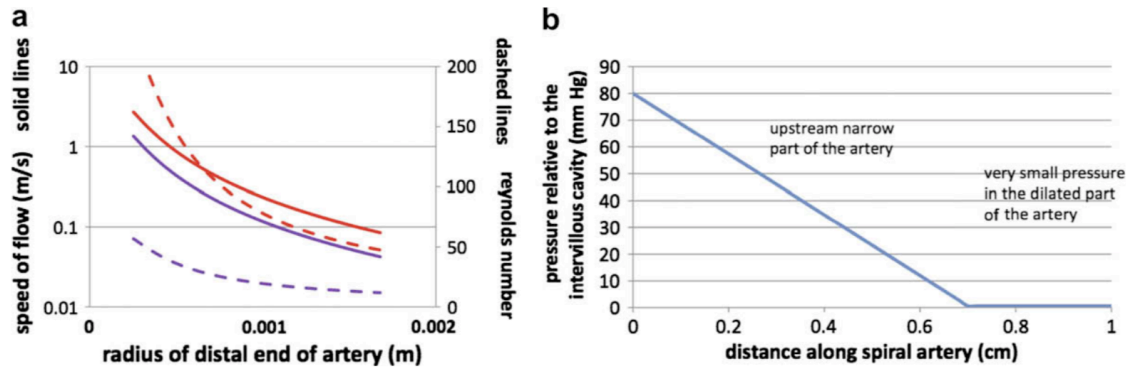 a
solid lines
speed of flow (m/s)
10
1
0.1
0.01
0
0.001
0.002
radius of distal end of artery (m)
200
150
100
50
0
dashed lines
reynolds number
b
pressure relative to the
intervillous cavity (mm Hg)
90
80
70
60
50
40
30
20
10
0
upstream narrow
part of the artery
very small pressure
in the dilated part
of the artery
0
0.2
0.4
0.6
0.8
1
distance along spiral artery (cm)